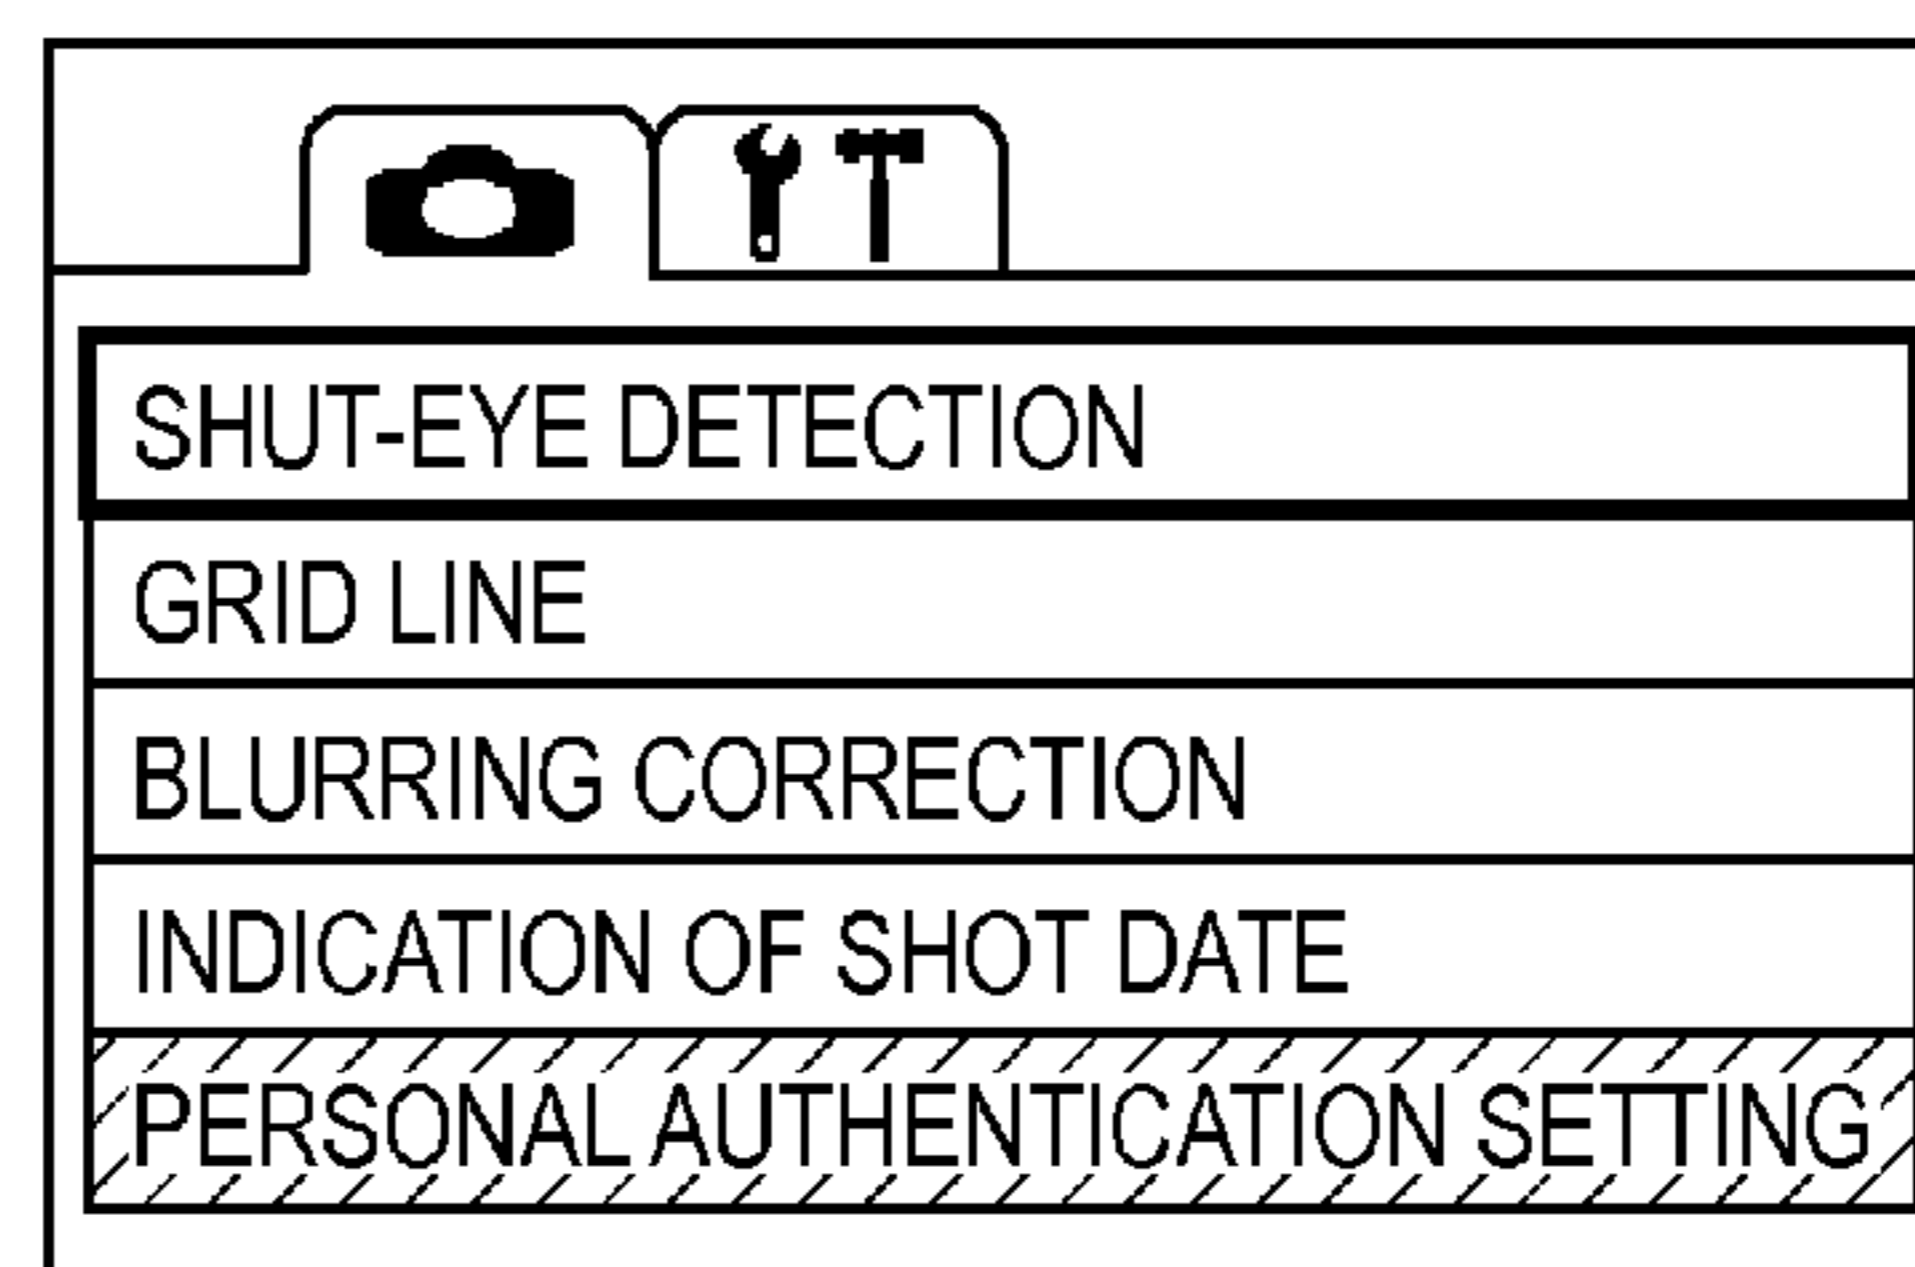 SHUT-EYE DETECTION
GRID LINE
BLURRING CORRECTION
INDICATION OF SHOT DATE
PERSONAL AUTHENTICATION SETTING